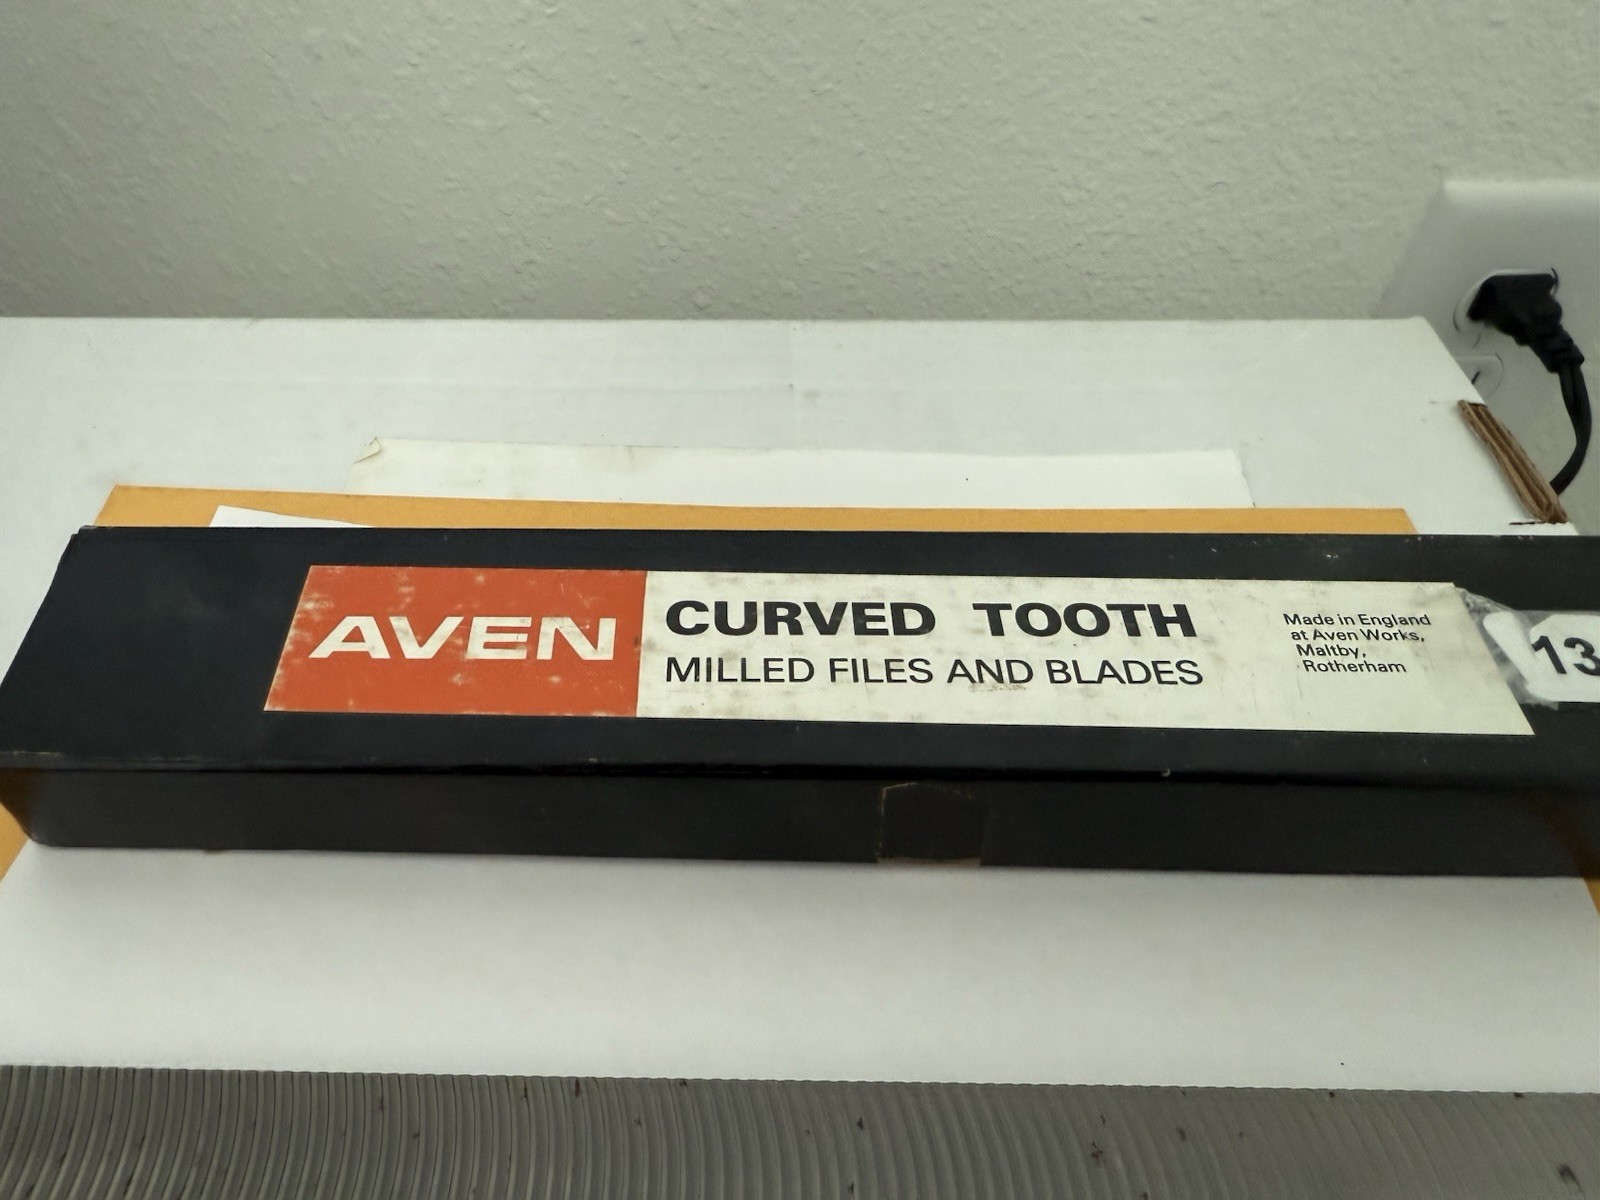 AVEN
CURVED TOOTH
MILLED FILES AND BLADES
Made in England
at Aven Works,
Maltby,
Rotherham
13